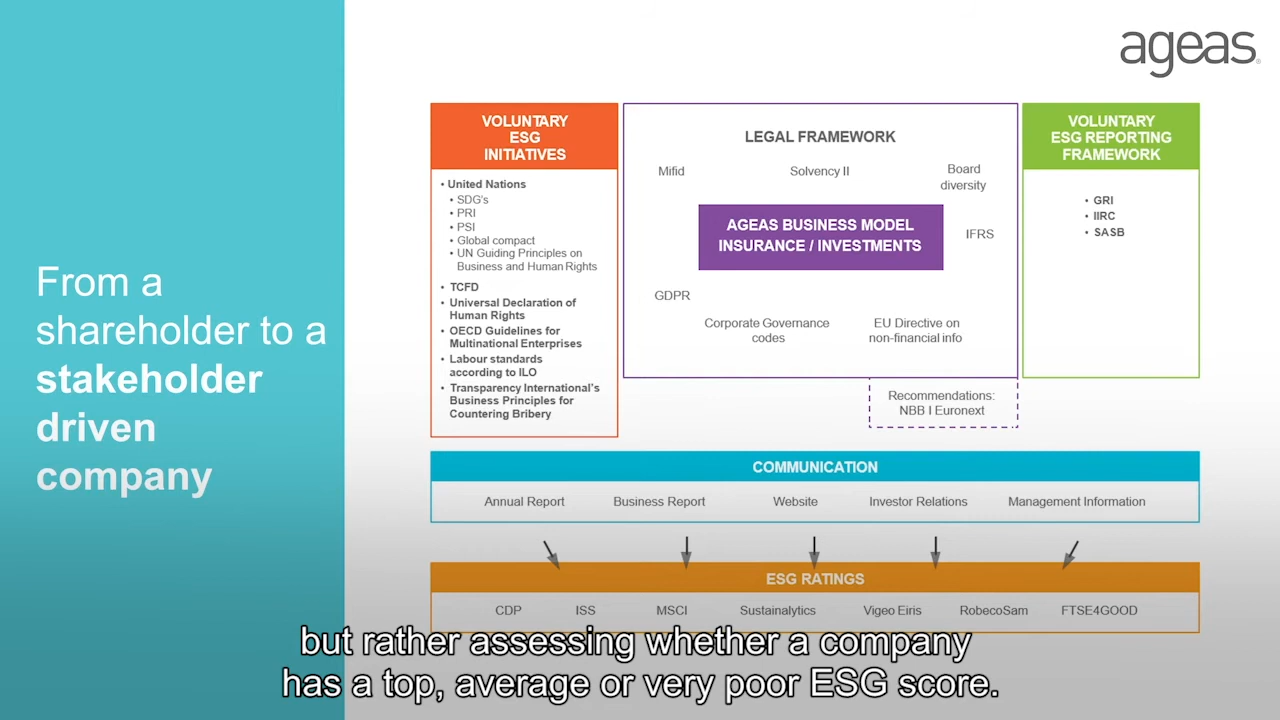 ageas®
From a
shareholder to a
stakeholder
driven
company
VOLUNTARY
ESG
INITIATIVES
• United Nations
• SDG's
• PRI
• PSI
• Global compact
• UN Guiding Principles on
Business and Human Rights
• TCFD
• Universal Declaration of
Human Rights
• OECD Guidelines for
Multinational Enterprises
• Labour standards
according to ILO
• Transparency International's
Business Principles for
Countering Bribery
LEGAL FRAMEWORK
Mifid
Solvency II
Board
diversity
AGEAS BUSINESS MODEL
INSURANCE / INVESTMENTS
IFRS
GDPR
Corporate Governance
codes
EU Directive on
non-financial info
Recommendations:
NBB I Euronext
VOLUNTARY
ESG REPORTING
FRAMEWORK
• GRI
• IIRC
• SASB
COMMUNICATION
Annual Report Business Report Website Investor Relations Management Information
ESG RATINGS
CDP ISS MSCI Sustainalytics Vigeo Eiris RobecoSam FTSE4GOOD
but rather assessing whether a company
has a top, average or very poor ESG score.